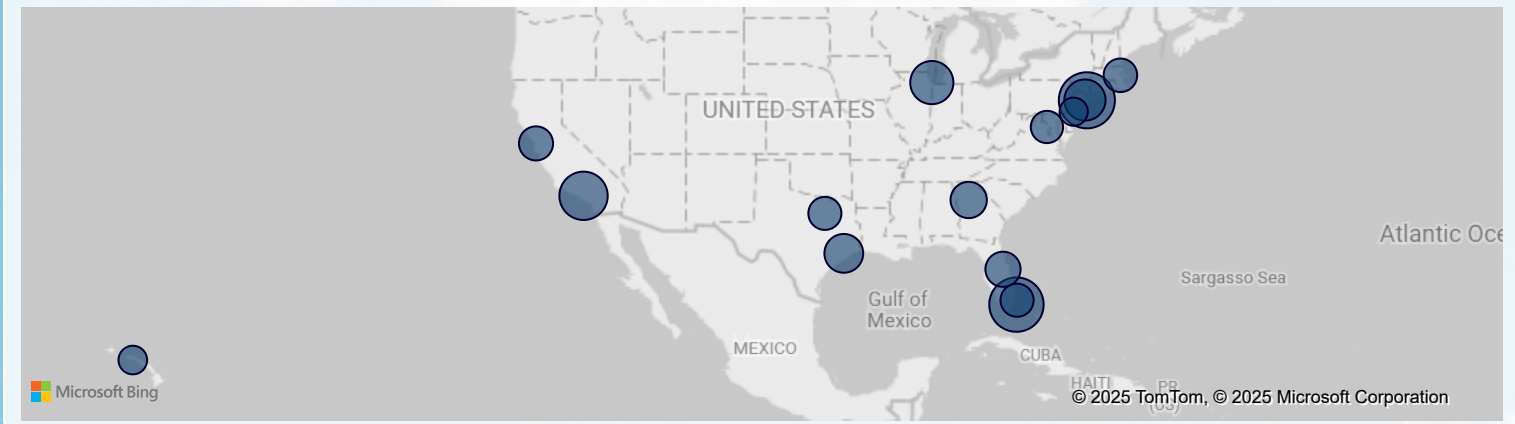 UNITED STATES
Atlantic Oce
Sargasso Sea
Gulf of
Mexico
MEXICO
CUBA
HAITI
PR
(US)
Microsoft Bing
© 2025 TomTom, © 2025 Microsoft Corporation